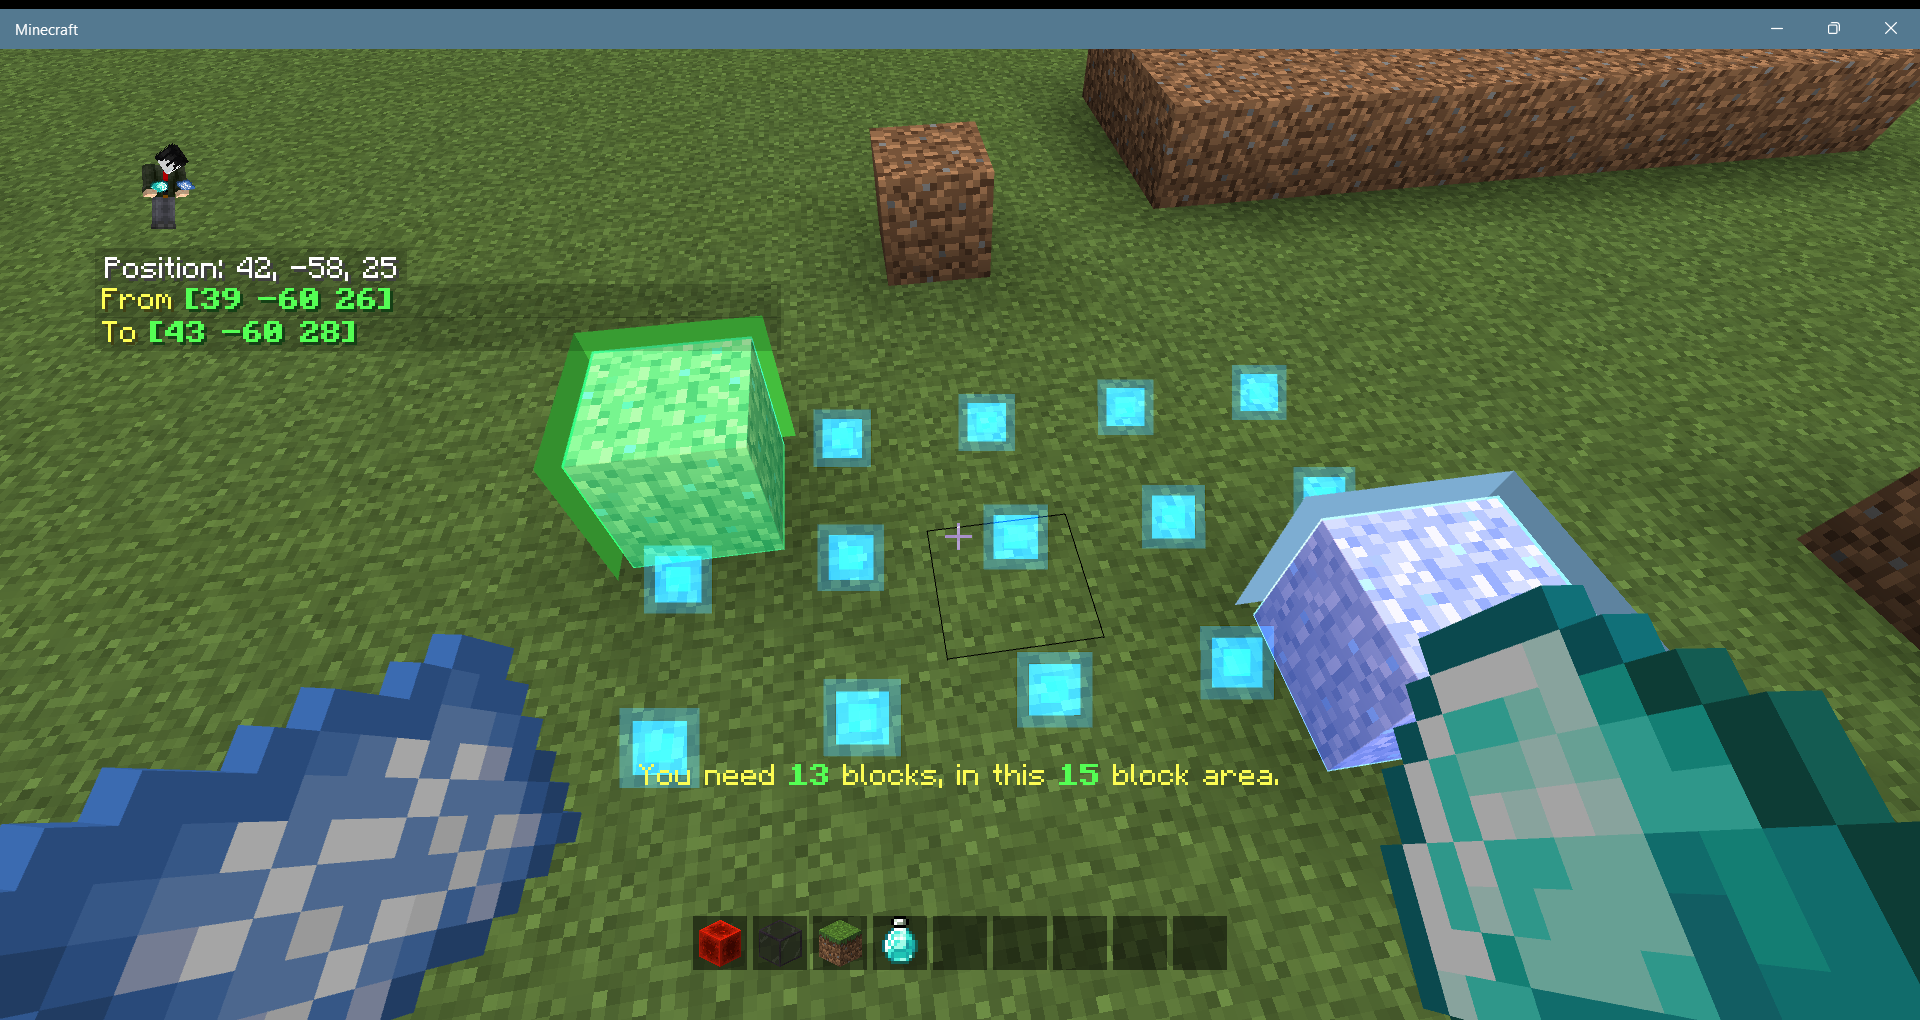 Minecraft
Position: 42, -58, 25
From [39 -60 26]
To [43 -60 28]
You need 13 blocks, in this 15 block area.